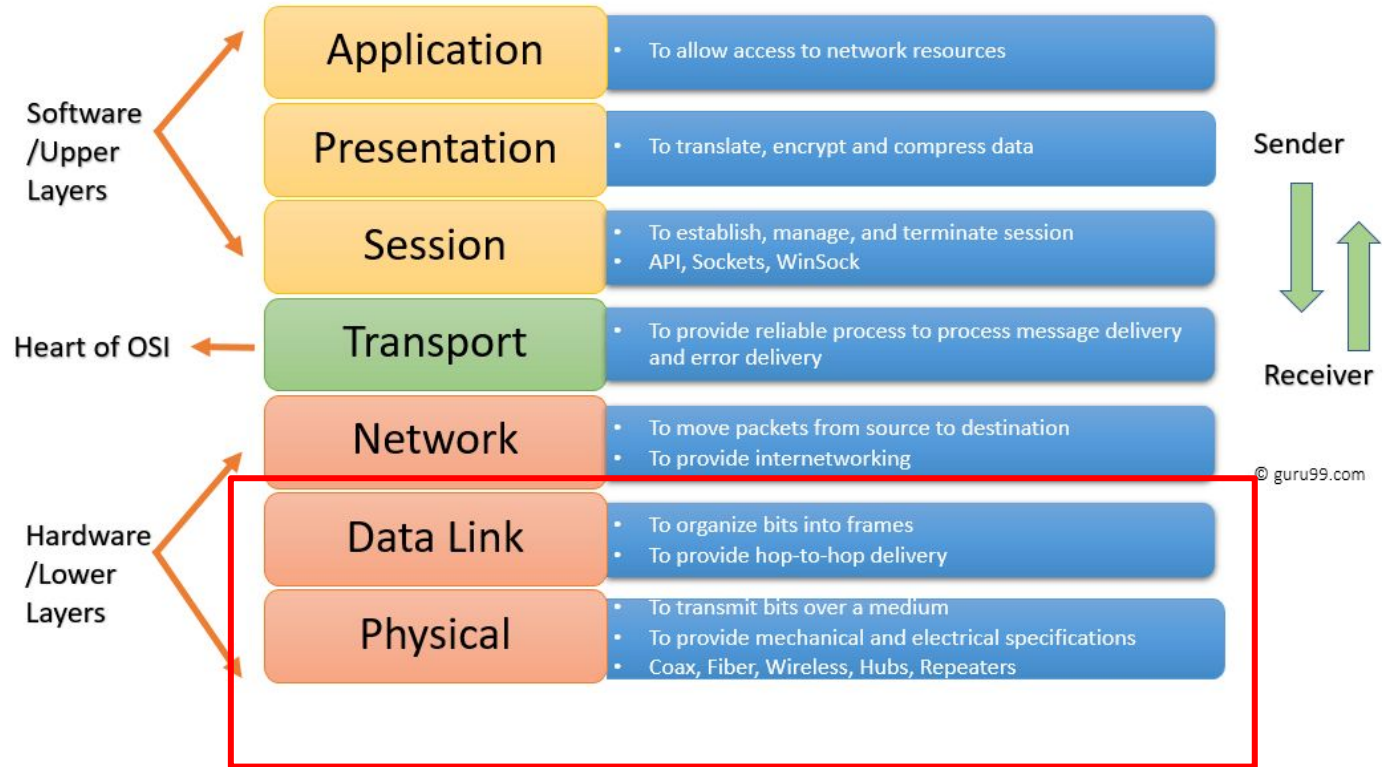 Application
• To allow access to network resources
Software
/Upper
Layers
Presentation
• To translate, encrypt and compress data
Sender
Session
• To establish, manage, and terminate session
• API, Sockets, WinSock
Heart of OSI
Transport
• To provide reliable process to process message delivery
and error delivery
Receiver
Network
• To move packets from source to destination
• To provide internetworking
© guru99.com
Hardware
/Lower
Layers
Data Link
• To organize bits into frames
• To provide hop-to-hop delivery
Physical
• To transmit bits over a medium
• To provide mechanical and electrical specifications
• Coax, Fiber, Wireless, Hubs, Repeaters